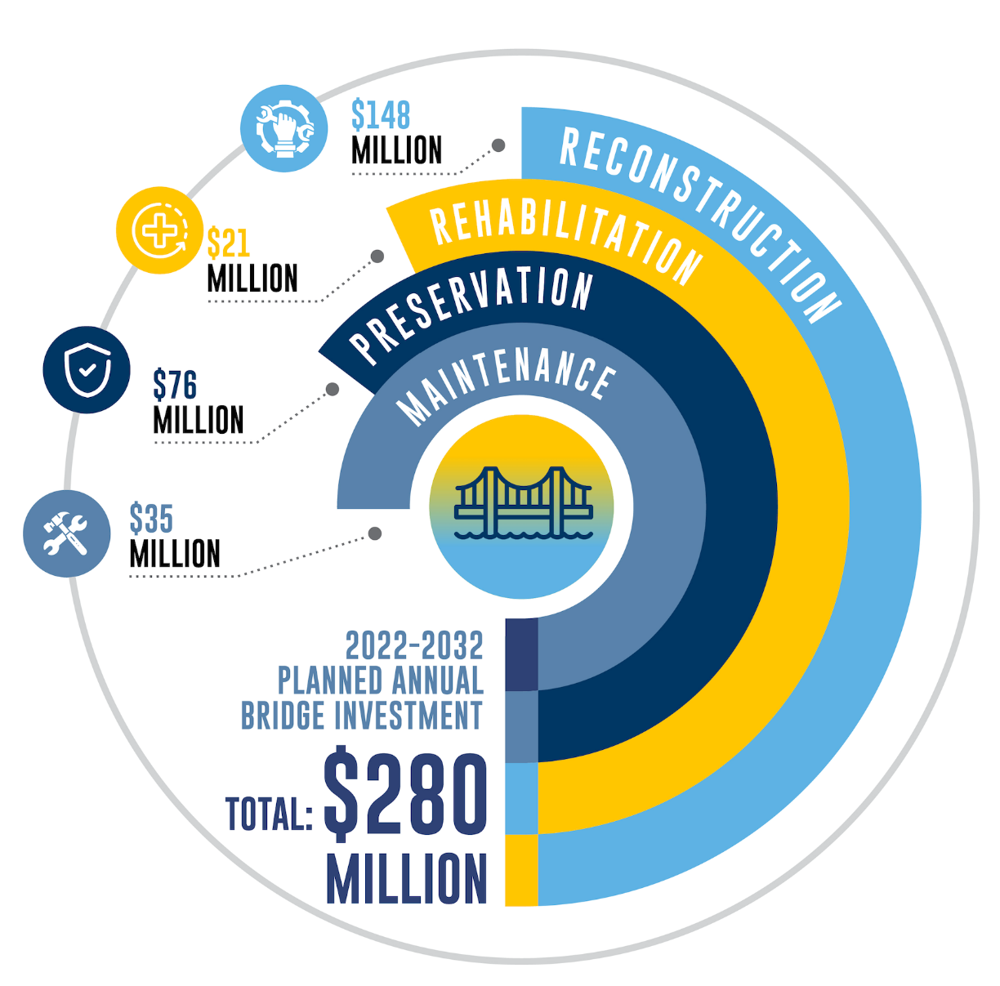 $148
MILLION
RECONSTRUCTION
$21
MILLION
REHABILITATION
$76
MILLION
PRESERVATION
$35
MILLION
MAINTENANCE
2022-2032
PLANNED ANNUAL
BRIDGE INVESTMENT
TOTAL: $280
MILLION